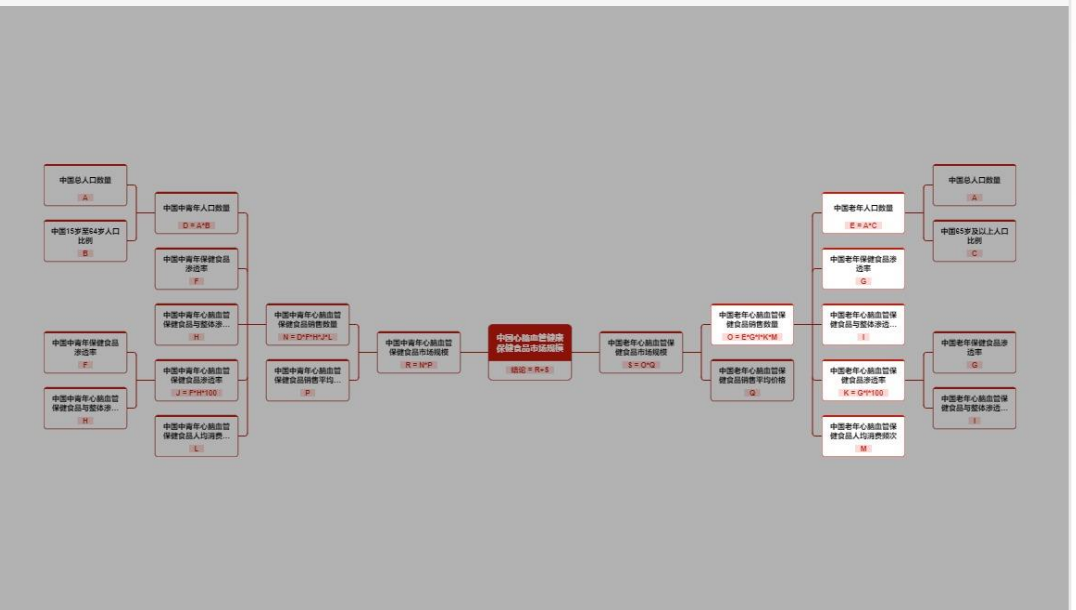 中国总人口数量
A
中国15岁至64岁人口
比例
B
中国中青年保健食品
渗透率
F
中国中青年心脑血管
保健食品与整体渗...
H
中国中青年人口数量
D = A*B
中国中青年保健食品
渗透率
F
中国中青年心脑血管
保健食品与整体渗...
H
中国中青年心脑血管
保健食品渗透率
J = F*H*100
中国中青年心脑血管
保健食品人均消费...
L
中国中青年心脑血管
保健食品销售数量
N = D*F*H*J*L
中国中青年心脑血管
保健食品销售平均...
P
中国中青年心脑血管
保健食品市场规模
R = N*P
中国心脑血管健康
保健食品市场规模
结论 = R+S
中国老年心脑血管保
健食品市场规模
S = O*Q
中国老年心脑血管保
健食品销售数量
O = E*G*I*K*M
中国老年心脑血管保
健食品销售平均价格
Q
中国老年人口数量
E = A*C
中国老年保健食品渗
透率
G
中国老年心脑血管保
健食品与整体渗透...
I
中国老年心脑血管保
健食品渗透率
K = G*I*100
中国老年心脑血管保
健食品人均消费频次
M
中国总人口数量
A
中国65岁及以上人口
比例
C
中国老年保健食品渗
透率
G
中国老年心脑血管保
健食品与整体渗透...
I